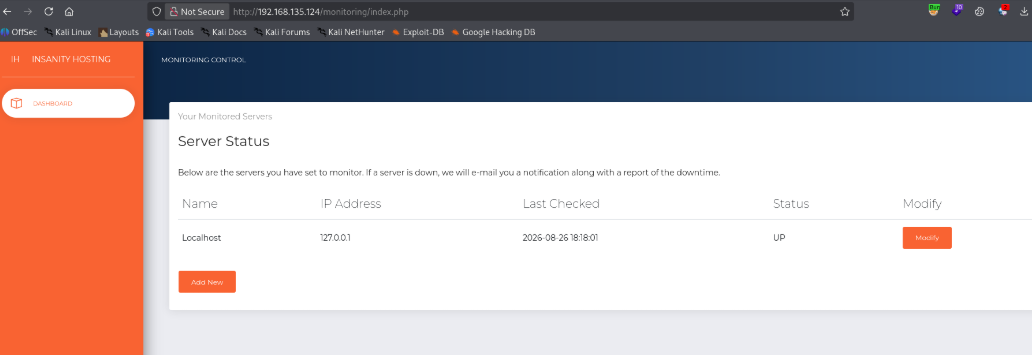 Not Secure http://192.168.135.124/monitoring/index.php
OffSec Kali Linux Layouts Kali Tools Kali Docs Kali Forums Kali NetHunter Exploit-DB Google Hacking DB
IH INSANITY HOSTING
MONITORING CONTROL
DASHBOARD
Your Monitored Servers
Server Status
Below are the servers you have set to monitor. If a server is down, we will e-mail you a notification along with a report of the downtime.
Name IP Address Last Checked Status Modify
Localhost 127.0.0.1 2026-08-26 18:18:01 UP Modify
Add New